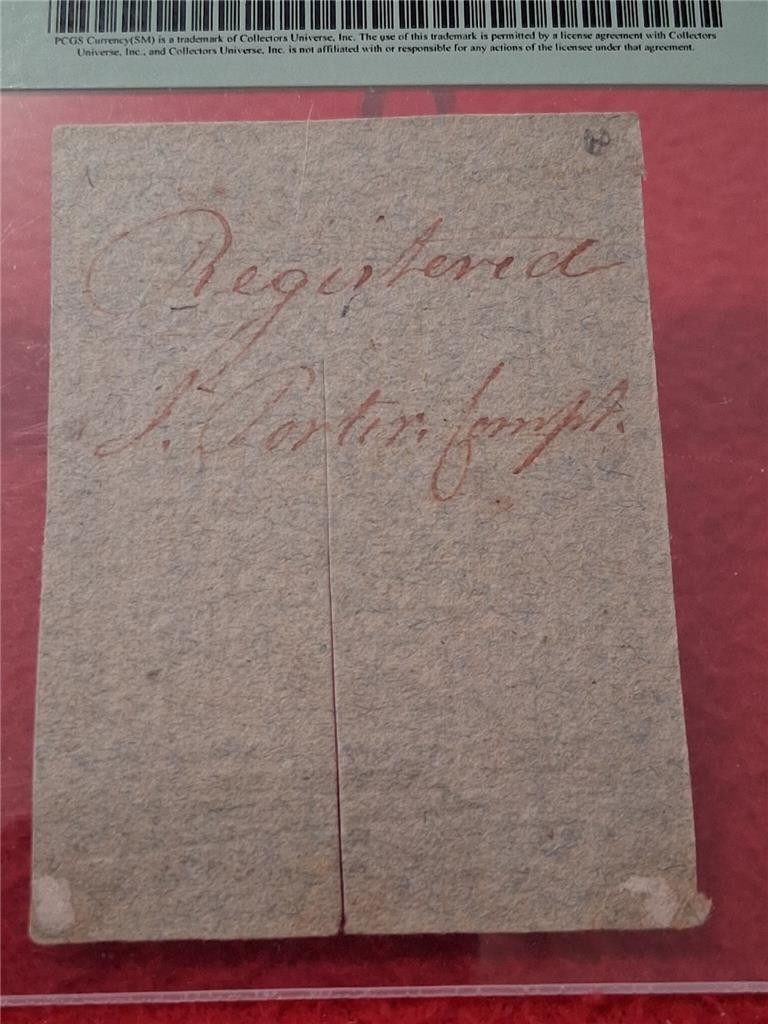 PCGS Currency(SM) is a trademark of Collectors Universe, Inc. The use of this trademark is permitted by a license agreement with Collectors
Universe, Inc., and Collectors Universe, Inc. is not affiliated with or responsible for any actions of the licensee under that agreement.
Registered
J. Porter. Compt.